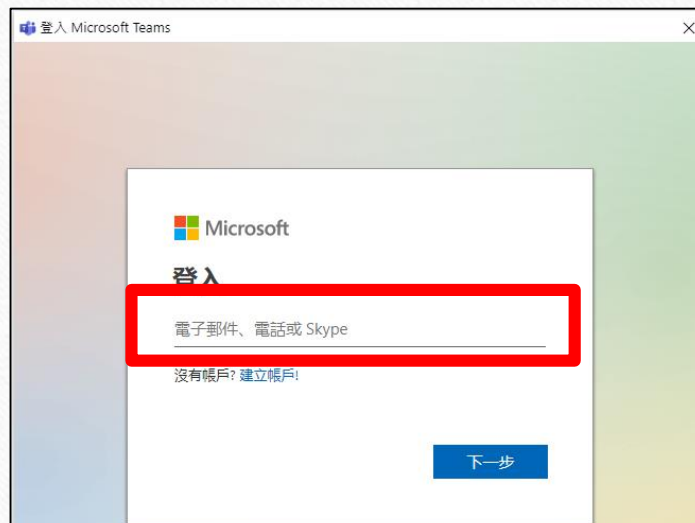 登入 Microsoft Teams
Microsoft
登入
電子郵件、電話或 Skype
沒有帳戶? 建立帳戶!
下一步